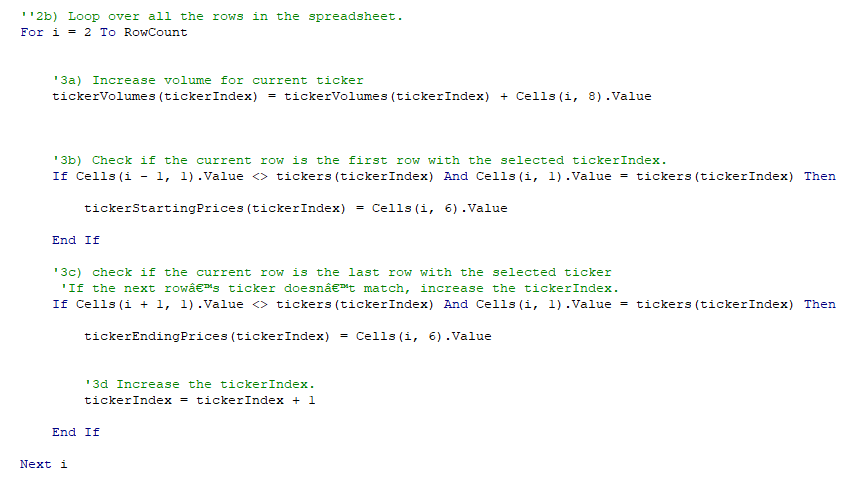 ''2b) Loop over all the rows in the spreadsheet.
For i = 2 To RowCount
'3a) Increase volume for current ticker
tickerVolumes(tickerIndex) = tickerVolumes(tickerIndex) + Cells(i, 8).Value
'3b) Check if the current row is the first row with the selected tickerIndex.
If Cells(i - 1, 1).Value <> tickers(tickerIndex) And Cells(i, 1).Value = tickers(tickerIndex) Then
tickerStartingPrices(tickerIndex) = Cells(i, 6).Value
End If
'3c) check if the current row is the last row with the selected ticker
'If the next rowâ€™s ticker doesnâ€™t match, increase the tickerIndex.
If Cells(i + 1, 1).Value <> tickers(tickerIndex) And Cells(i, 1).Value = tickers(tickerIndex) Then
tickerEndingPrices(tickerIndex) = Cells(i, 6).Value
'3d Increase the tickerIndex.
tickerIndex = tickerIndex + 1
End If
Next i